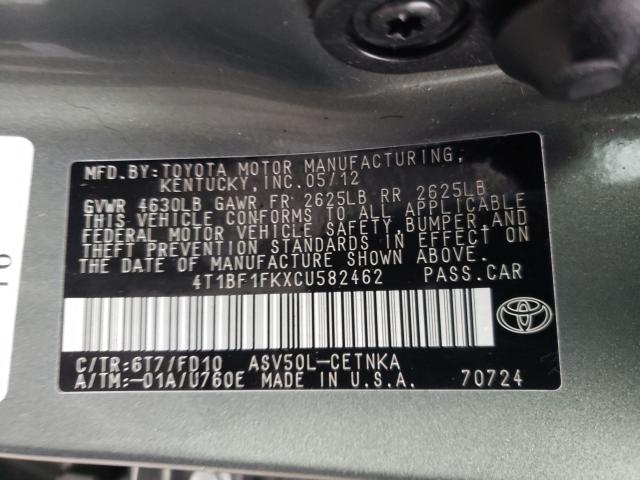 MFD.BY: TOYOTA MOTOR MANUFACTURING,
KENTUCKY, INC. 05/12
GVWR 4630LB GAWR FR 2625LB RR 2625LB
THIS VEHICLE CONFORMS TO ALL APPLICABLE
FEDERAL MOTOR VEHICLE SAFETY, BUMPER, AND
THEFT PREVENTION STANDARDS IN EFFECT ON
THE DATE OF MANUFACTURE SHOWN ABOVE.
4T1BF1FKXCU582462 PASS.CAR
C/TR:6T7/FD10 ASV50L-CETNKA
A/TM:-01A/U760E MADE IN U.S.A. 70724